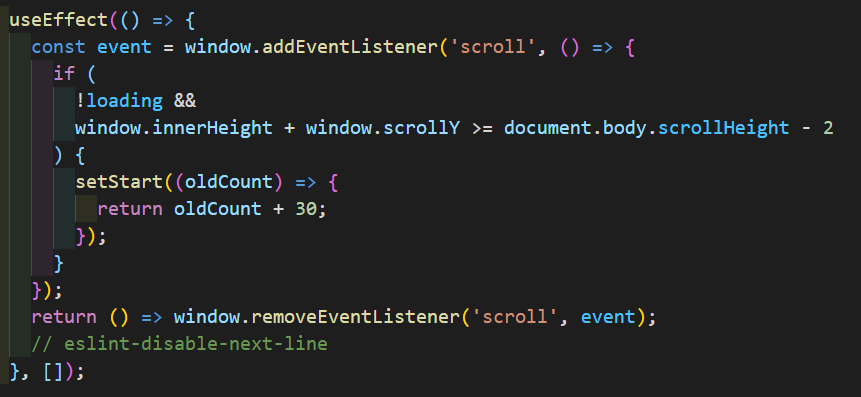 useEffect(() => {
  const event = window.addEventListener('scroll', () => {
    if (
      !loading &&
      window.innerHeight + window.scrollY >= document.body.scrollHeight - 2
    ) {
      setStart((oldCount) => {
        return oldCount + 30;
      });
    }
  });
  return () => window.removeEventListener('scroll', event);
  // eslint-disable-next-line
}, []);